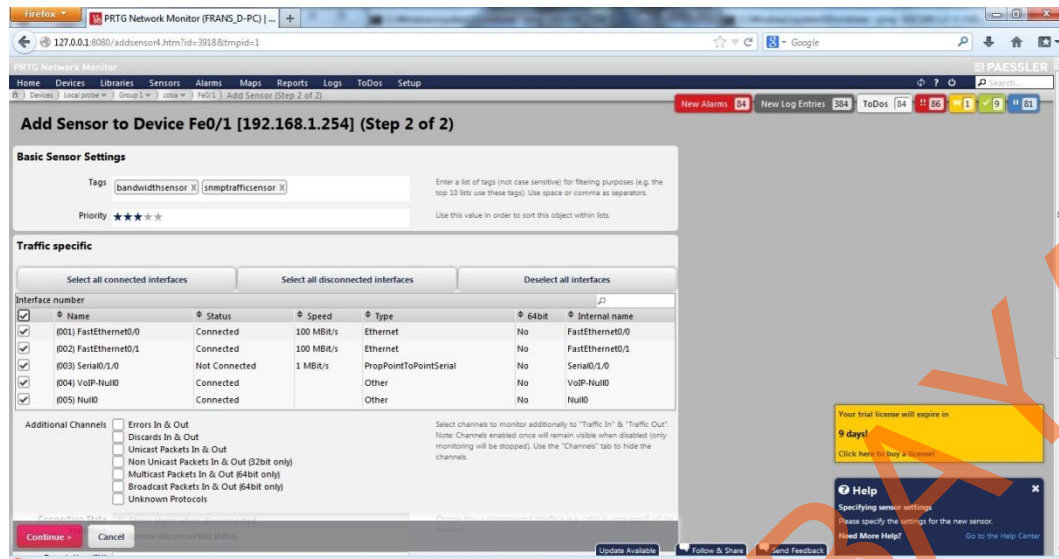 Firefox
PRTG Network Monitor (FRANS_D-PC) | ...
127.0.0.1:8080/addsensor4.htm?id=3918&tmpid=1
Google
PRTG Network Monitor
PAESSLER
Home Devices Libraries Sensors Alarms Maps Reports Logs ToDos Setup
Search...
Devices Local probe Group1 coba Fe0/1 Add Sensor (Step 2 of 2)
New Alarms 84 New Log Entries 384 ToDos 84 !! 86 W 1 9 II 81
Add Sensor to Device Fe0/1 [192.168.1.254] (Step 2 of 2)
Basic Sensor Settings
Tags bandwidthsensor X snmptrafficsensor X
Enter a list of tags (not case sensitive) for filtering purposes (e.g. the
top 10 lists use these tags). Use space or comma as separators.
Priority
Use this value in order to sort this object within lists.
Traffic specific
Select all connected interfaces Select all disconnected interfaces Deselect all interfaces
Interface number
Name Status Speed Type 64bit Internal name
(001) FastEthernet0/0 Connected 100 MBit/s Ethernet No FastEthernet0/0
(002) FastEthernet0/1 Connected 100 MBit/s Ethernet No FastEthernet0/1
(003) Serial0/1/0 Not Connected 1 MBit/s PropPointToPointSerial No Serial0/1/0
(004) VoIP-Null0 Connected Other No VoIP-Null0
(005) Null0 Connected Other No Null0
Additional Channels
Errors In & Out
Discards In & Out
Unicast Packets In & Out
Non Unicast Packets In & Out (32bit only)
Multicast Packets In & Out (64bit only)
Broadcast Packets In & Out (64bit only)
Unknown Protocols
Select channels to monitor additionally to "Traffic In" & "Traffic Out".
Note: Channels enabled once will remain visible when disabled (only
monitoring will be stopped). Use the "Channels" tab to hide the
channels.
Your trial license will expire in
9 days!
Click here to buy a license!
Help
Specifying sensor settings
Please specify the settings for the new sensor.
Need More Help? Go to the Help Center
Connection State
Continue > Cancel
Ignore disconnected status
Update Available Follow & Share Send Feedback